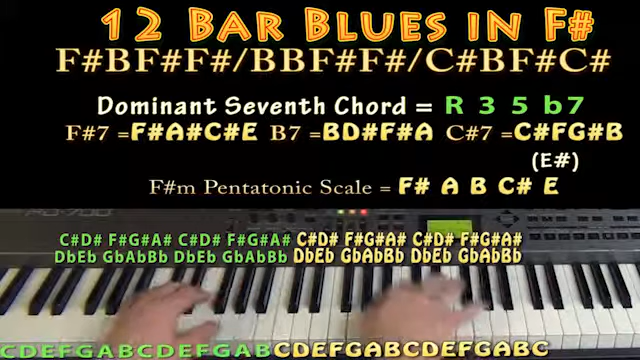 12 Bar Blues in F#
F#BF#F#/BBF#F#/C#BF#C#
Dominant Seventh Chord = R 3 5 b7
F#7 =F#A#C#E B7 =BD#F#A C#7 =C#FG#B
(E#)
F#m Pentatonic Scale = F# A B C# E
C#D# F#G#A# C#D# F#G#A# C#D# F#G#A# C#D# F#G#A#
DbEb GbAbBb DbEb GbAbBb DbEb GbAbBb DbEb GbAbBb
CDEFGABCDEFGABCDEFGABCDEFGABC